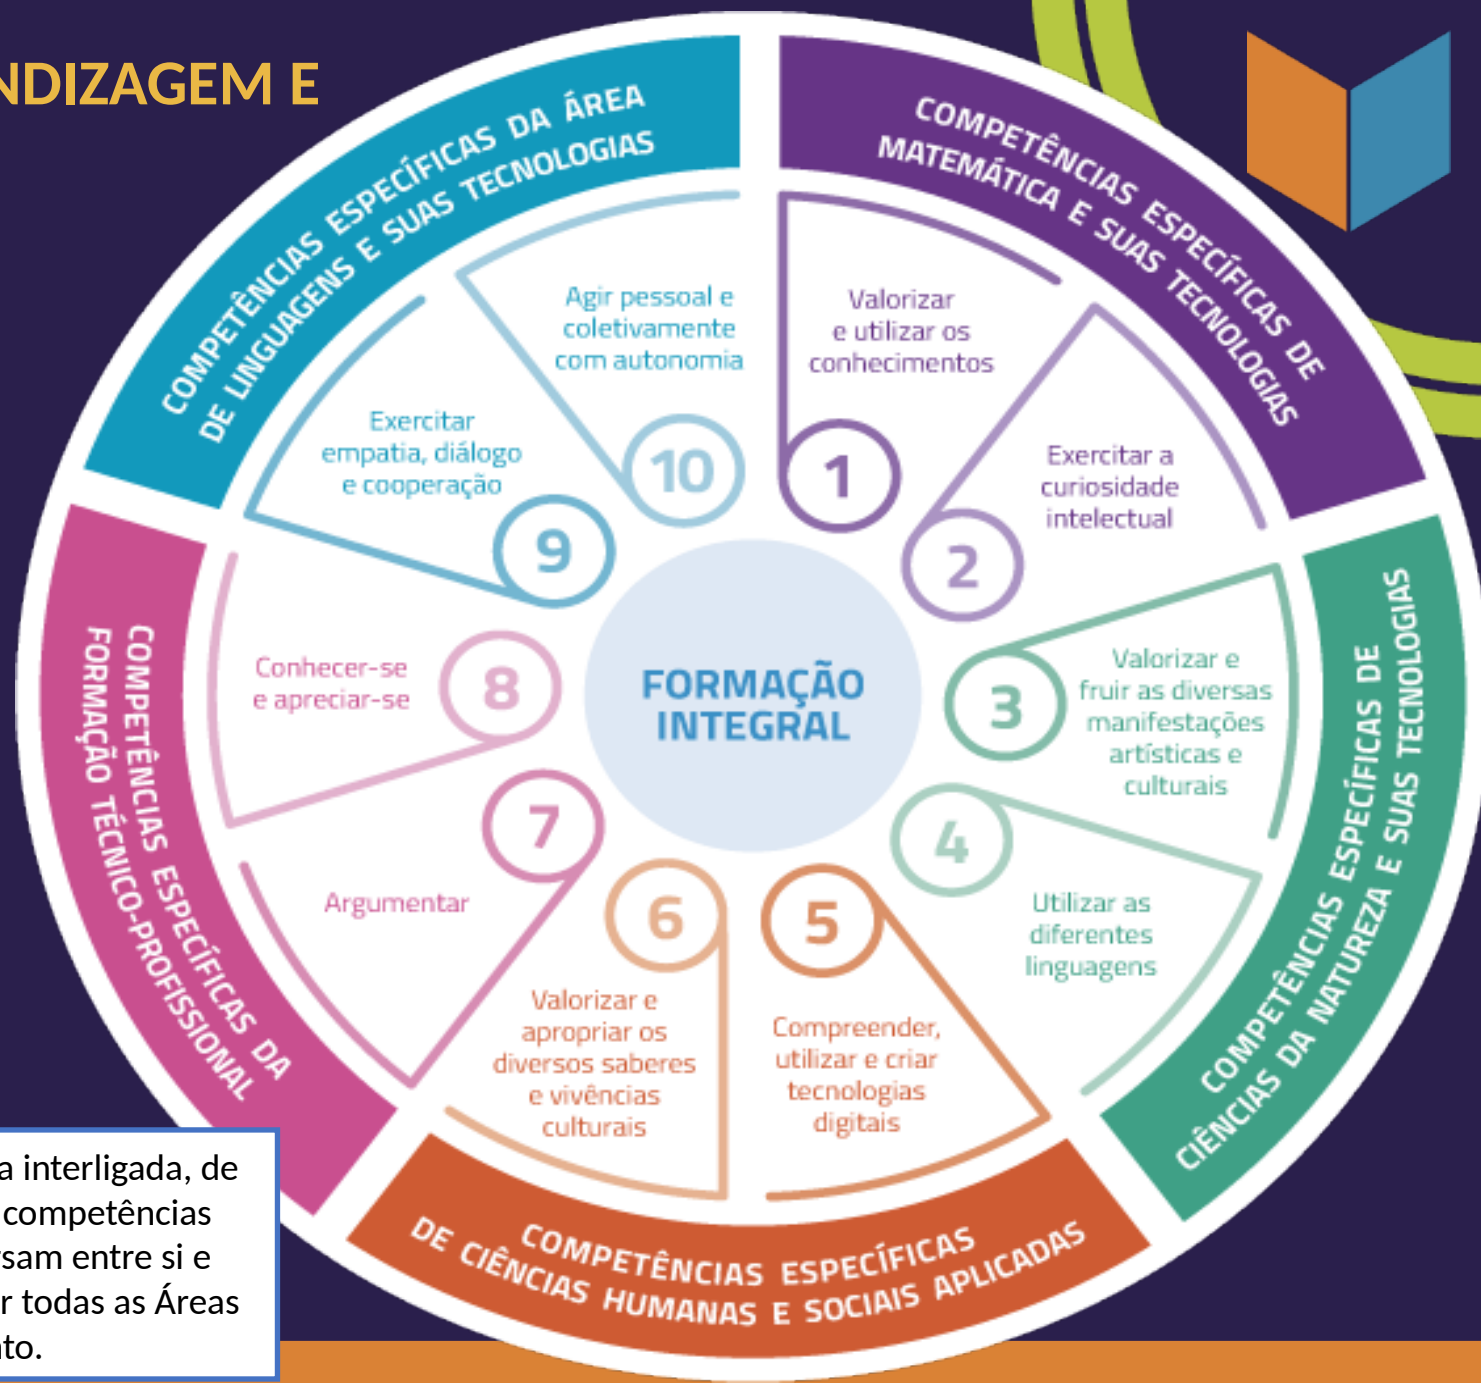 NDIZAGEM E
COMPETÊNCIAS ESPECÍFICAS DA ÁREA
DE LINGUAGENS E SUAS TECNOLOGIAS
COMPETÊNCIAS ESPECÍFICAS DE
MATEMÁTICA E SUAS TECNOLOGIAS
COMPETÊNCIAS ESPECÍFICAS DE
CIÊNCIAS DA NATUREZA E SUAS TECNOLOGIAS
COMPETÊNCIAS ESPECÍFICAS
DE CIÊNCIAS HUMANAS E SOCIAIS APLICADAS
COMPETÊNCIAS ESPECÍFICAS DA
FORMAÇÃO TÉCNICO-PROFISSIONAL
Valorizar
e utilizar os
conhecimentos
1
Exercitar a
curiosidade
intelectual
2
Valorizar e
fruir as diversas
manifestações
artísticas e
culturais
3
Utilizar as
diferentes
linguagens
4
Compreender,
utilizar e criar
tecnologias
digitais
5
Valorizar e
apropriar os
diversos saberes
e vivências
culturais
6
Argumentar
7
Conhecer-se
e apreciar-se
8
Exercitar
empatia, diálogo
e cooperação
9
Agir pessoal e
coletivamente
com autonomia
10
FORMAÇÃO
INTEGRAL
a interligada, de
competências
rsam entre si e
r todas as Áreas
nto.